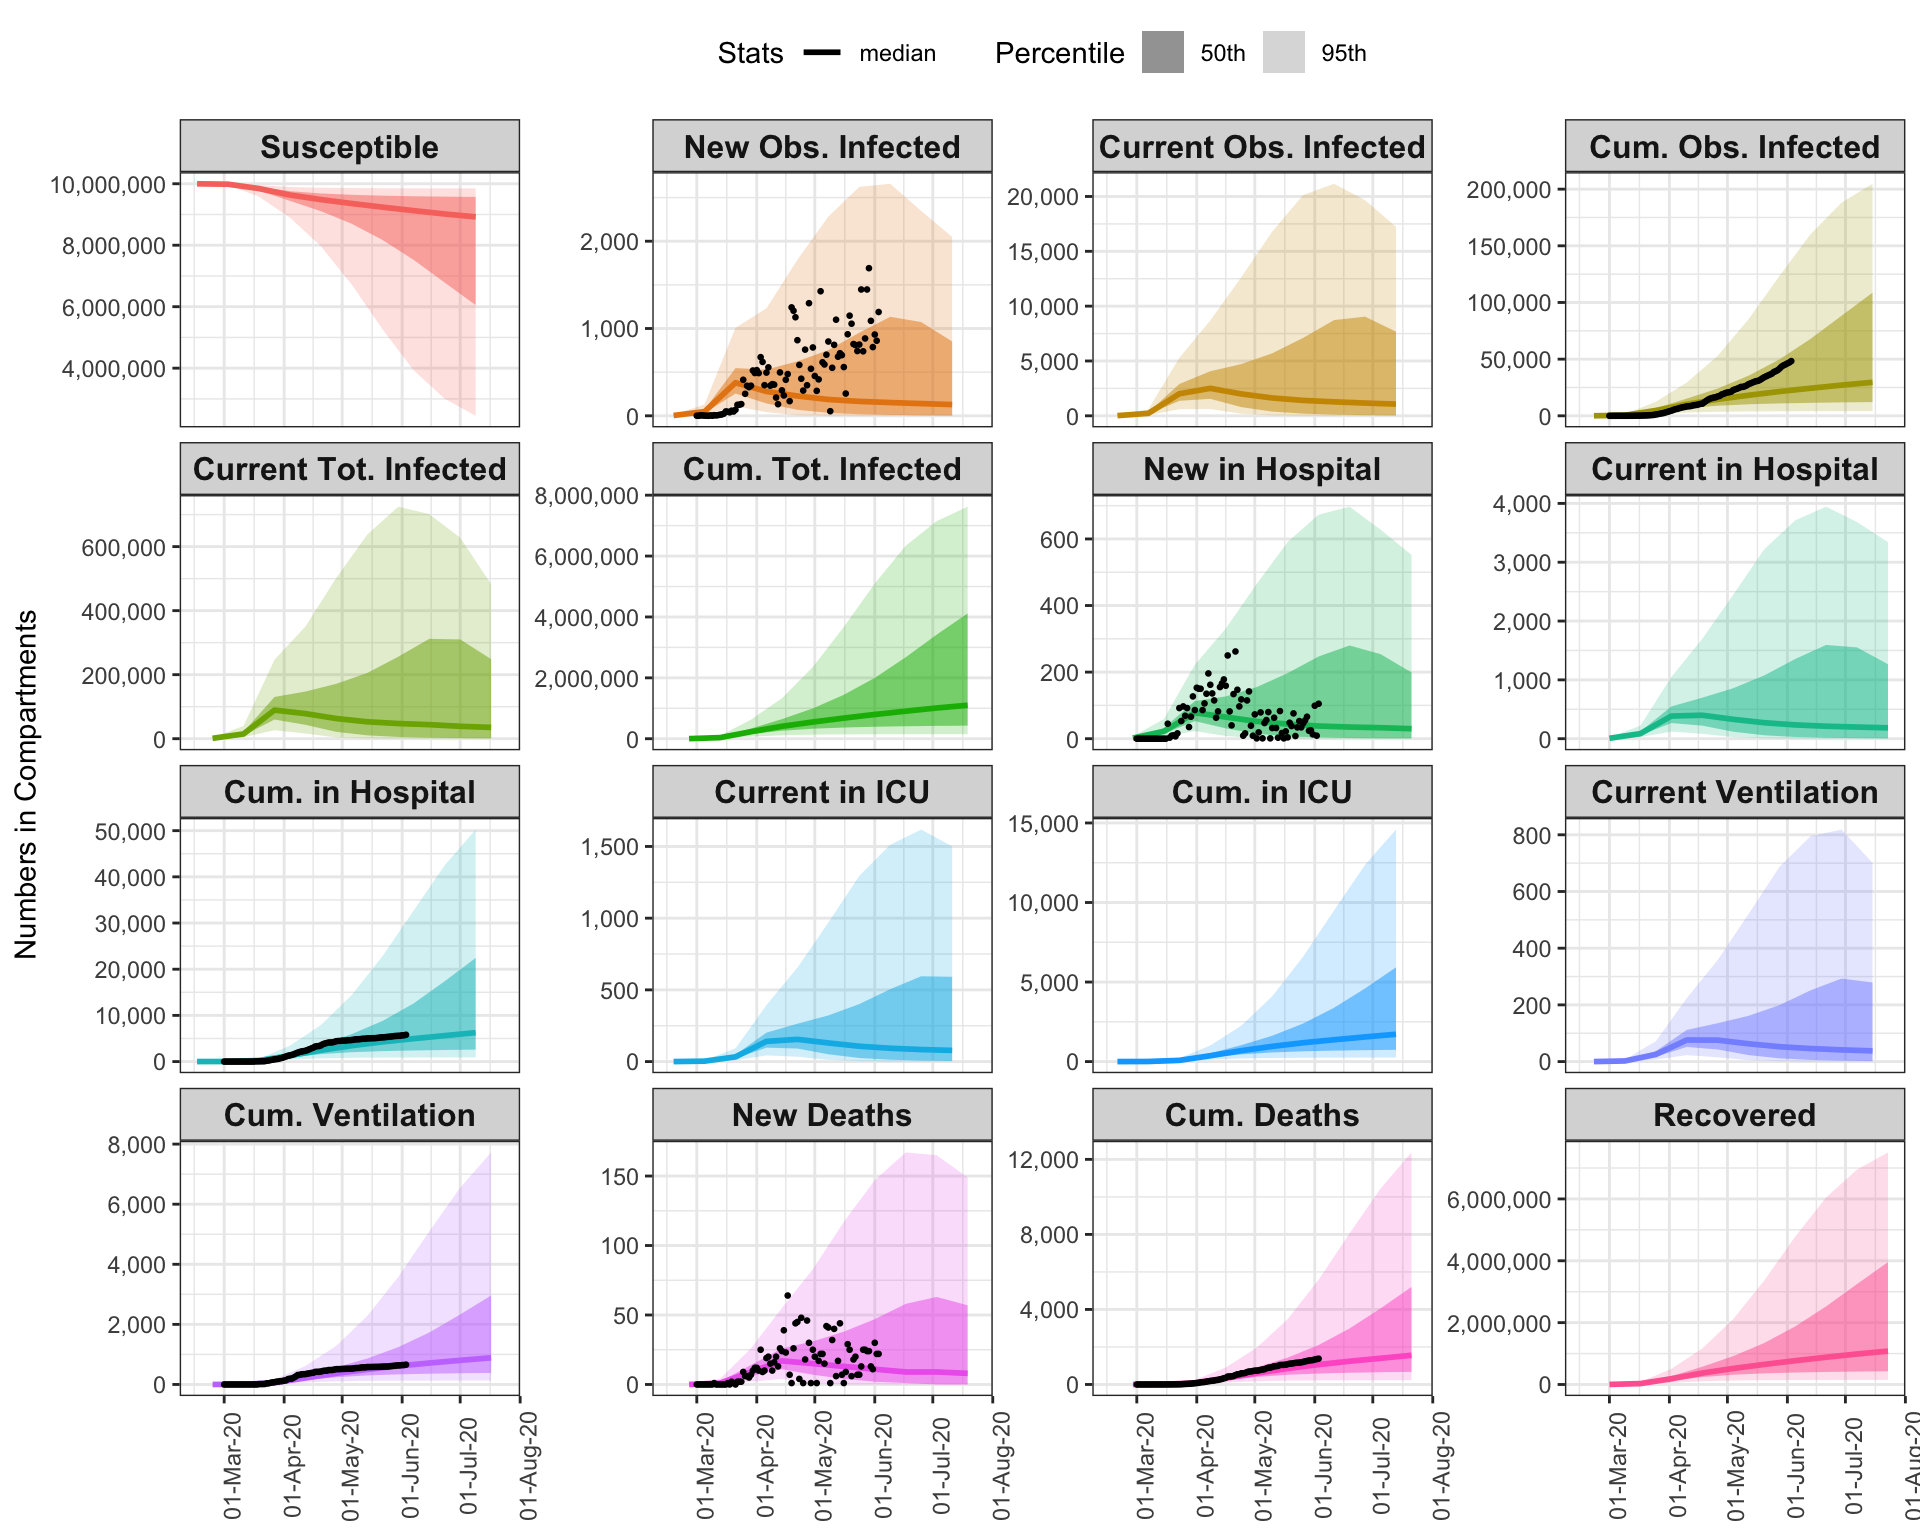 Stats median Percentile 50th 95th
Numbers in Compartments
Susceptible
10,000,000
8,000,000
6,000,000
4,000,000
New Obs. Infected
2,000
1,000
0
Current Obs. Infected
20,000
15,000
10,000
5,000
0
Cum. Obs. Infected
200,000
150,000
100,000
50,000
0
Current Tot. Infected
600,000
400,000
200,000
0
Cum. Tot. Infected
8,000,000
6,000,000
4,000,000
2,000,000
0
New in Hospital
600
400
200
0
Current in Hospital
4,000
3,000
2,000
1,000
0
Cum. in Hospital
50,000
40,000
30,000
20,000
10,000
0
Current in ICU
1,500
1,000
500
0
Cum. in ICU
15,000
10,000
5,000
0
Current Ventilation
800
600
400
200
0
Cum. Ventilation
8,000
6,000
4,000
2,000
0
New Deaths
150
100
50
0
Cum. Deaths
12,000
8,000
4,000
0
Recovered
6,000,000
4,000,000
2,000,000
0
01-Mar-20
01-Apr-20
01-May-20
01-Jun-20
01-Jul-20
01-Aug-20
01-Mar-20
01-Apr-20
01-May-20
01-Jun-20
01-Jul-20
01-Aug-20
01-Mar-20
01-Apr-20
01-May-20
01-Jun-20
01-Jul-20
01-Aug-20
01-Mar-20
01-Apr-20
01-May-20
01-Jun-20
01-Jul-20
01-Aug-20